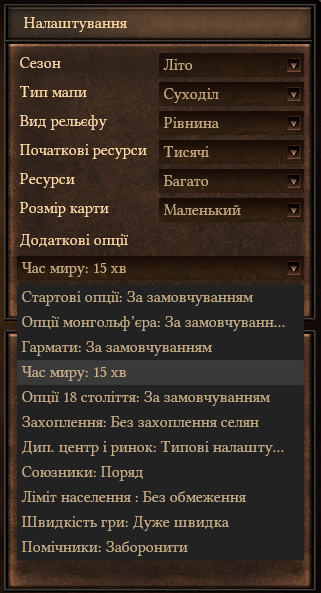 Налаштування
Сезон Літо
Тип мапи Суходіл
Вид рельєфу Рівнина
Початкові ресурси Тисячі
Ресурси Багато
Розмір карти Маленький
Додаткові опції
Час миру: 15 хв
Стартові опції: За замовчуванням
Опції монгольф’єра: За замовчуванн...
Гармати: За замовчуванням
Час миру: 15 хв
Опції 18 століття: За замовчуванням
Захоплення: Без захоплення селян
Дип. центр і ринок: Типові налашту...
Союзники: Поряд
Ліміт населення : Без обмеження
Швидкість гри: Дуже швидка
Помічники: Заборонити